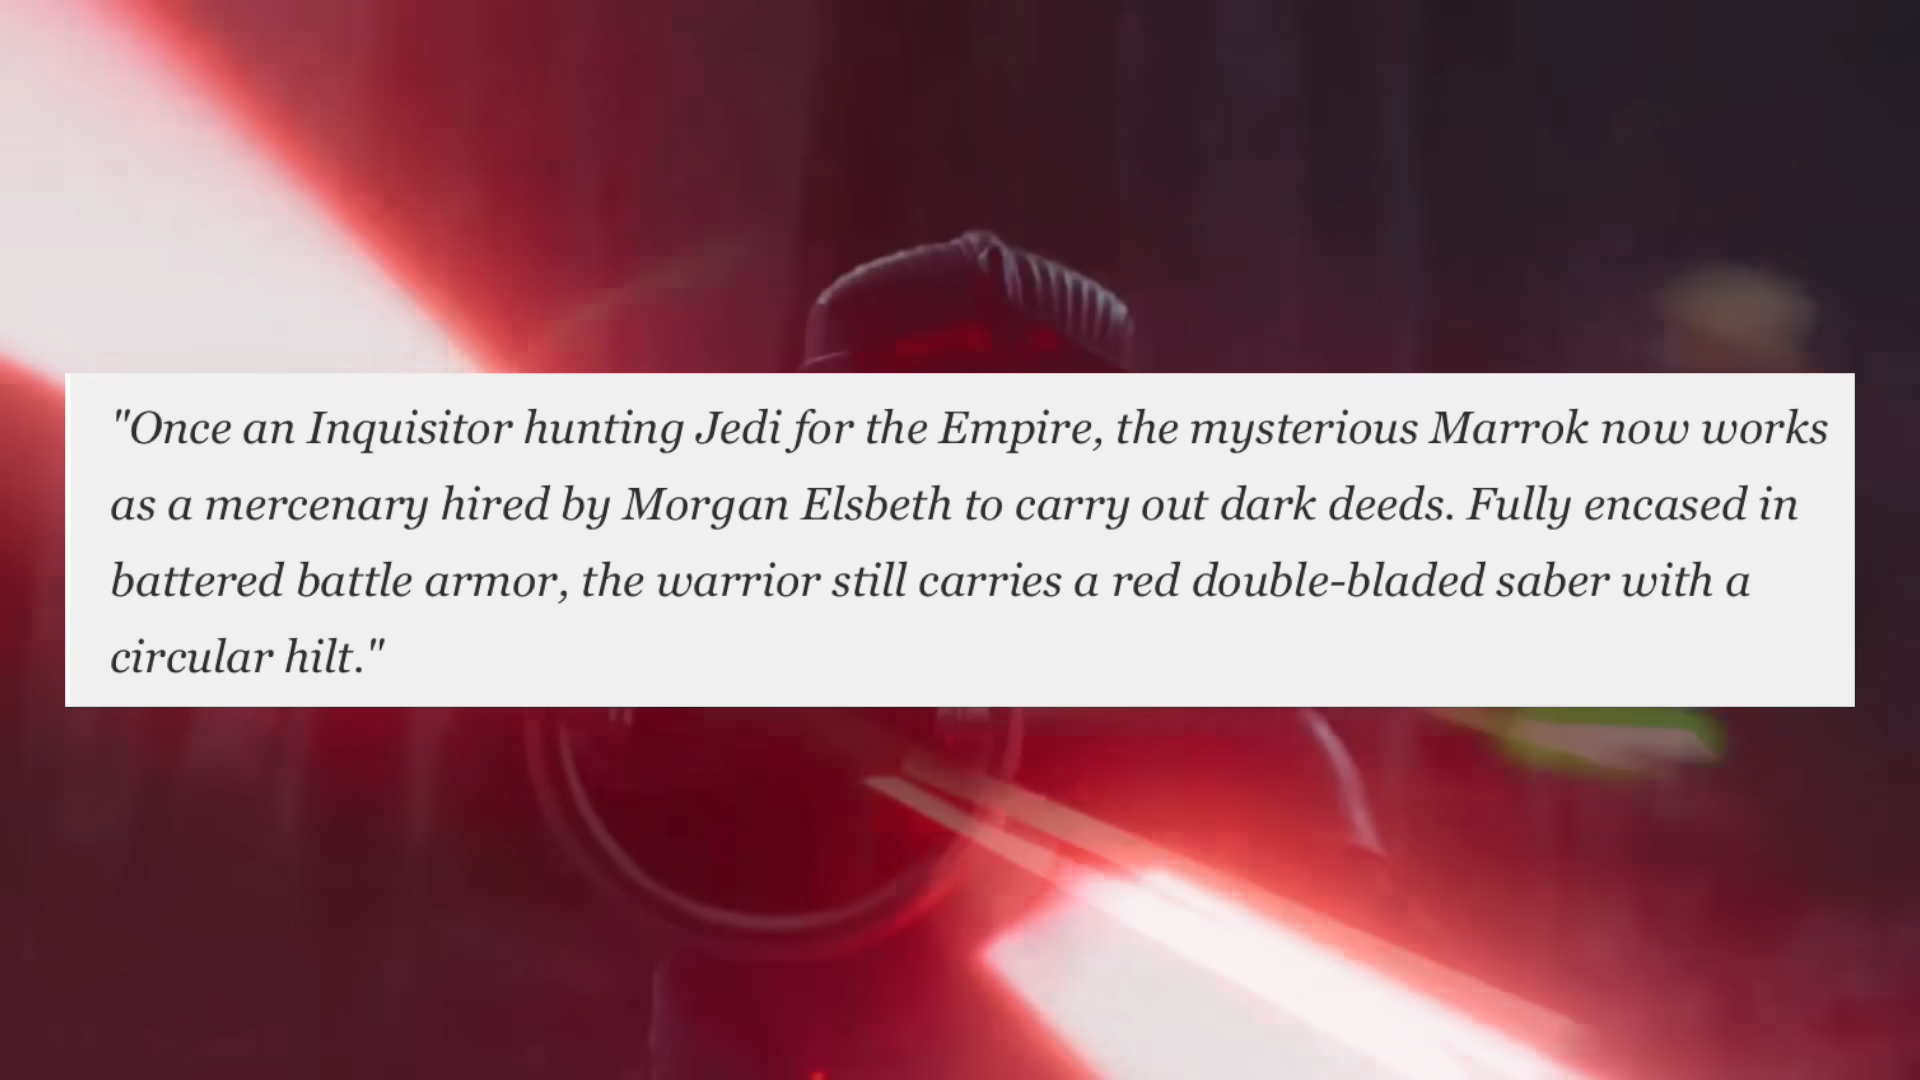 "Once an Inquisitor hunting Jedi for the Empire, the mysterious Marrok now works
as a mercenary hired by Morgan Elsbeth to carry out dark deeds. Fully encased in
battered battle armor, the warrior still carries a red double-bladed saber with a
circular hilt."